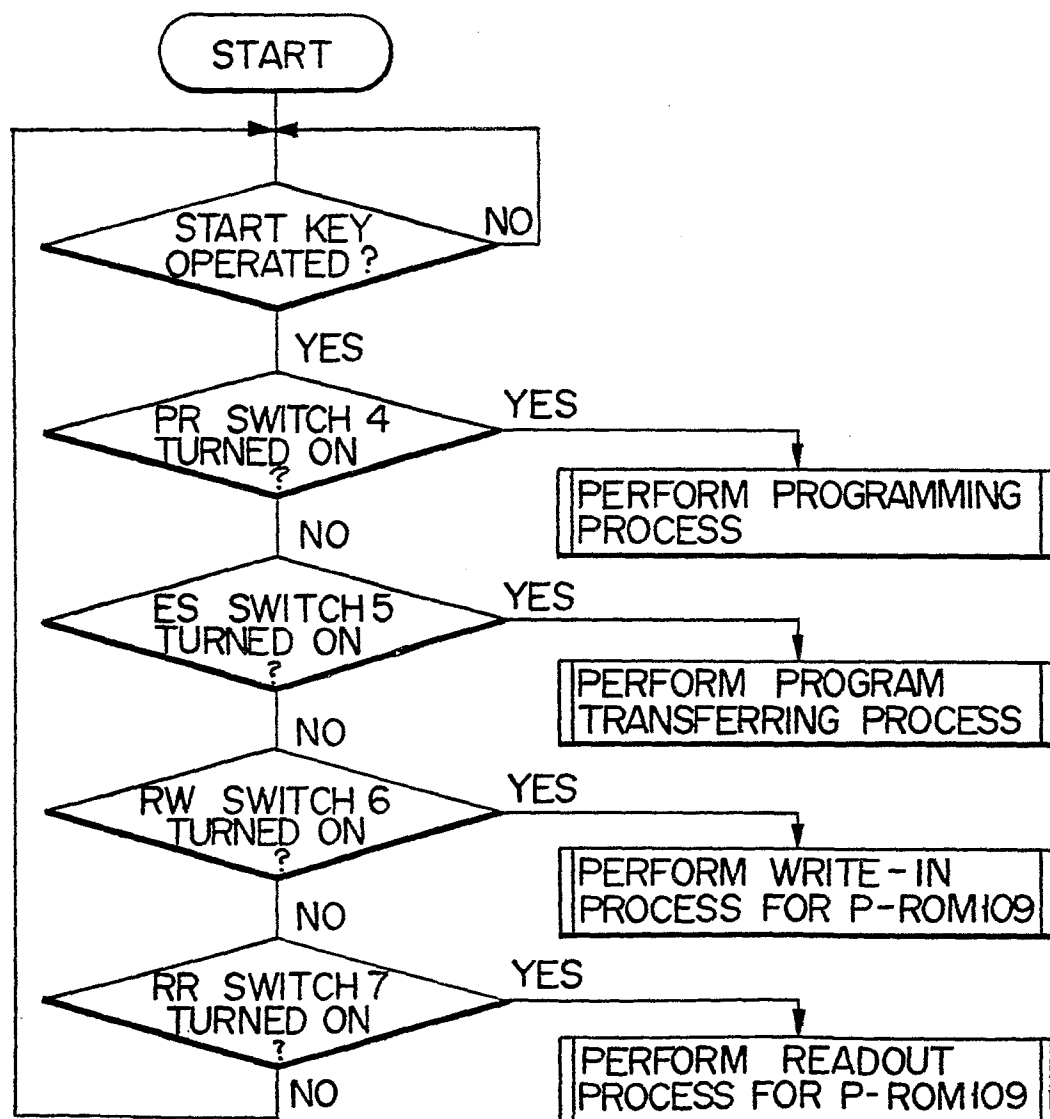 START
START KEY
OPERATED?
NO
YES
PR SWITCH 4
TURNED ON
?
YES
PERFORM PROGRAMMING
PROCESS
NO
ES SWITCH 5
TURNED ON
?
YES
PERFORM PROGRAM
TRANSFERRING PROCESS
NO
RW SWITCH 6
TURNED ON
?
YES
PERFORM WRITE-IN
PROCESS FOR P-ROM109
NO
RR SWITCH 7
TURNED ON
?
YES
PERFORM READOUT
PROCESS FOR P-ROM109
NO